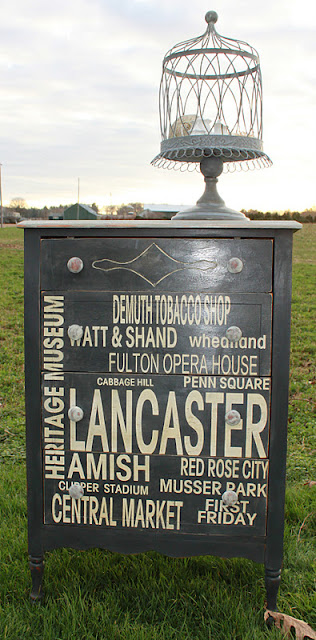 HERITAGE MUSEUM
DEMUTH TOBACCO SHOP
WATT & SHAND wheatland
FULTON OPERA HOUSE
CABBAGE HILL PENN SQUARE
LANCASTER
AMISH RED ROSE CITY
CLIPPER STADIUM MUSSER PARK
CENTRAL MARKET FIRST
FRIDAY